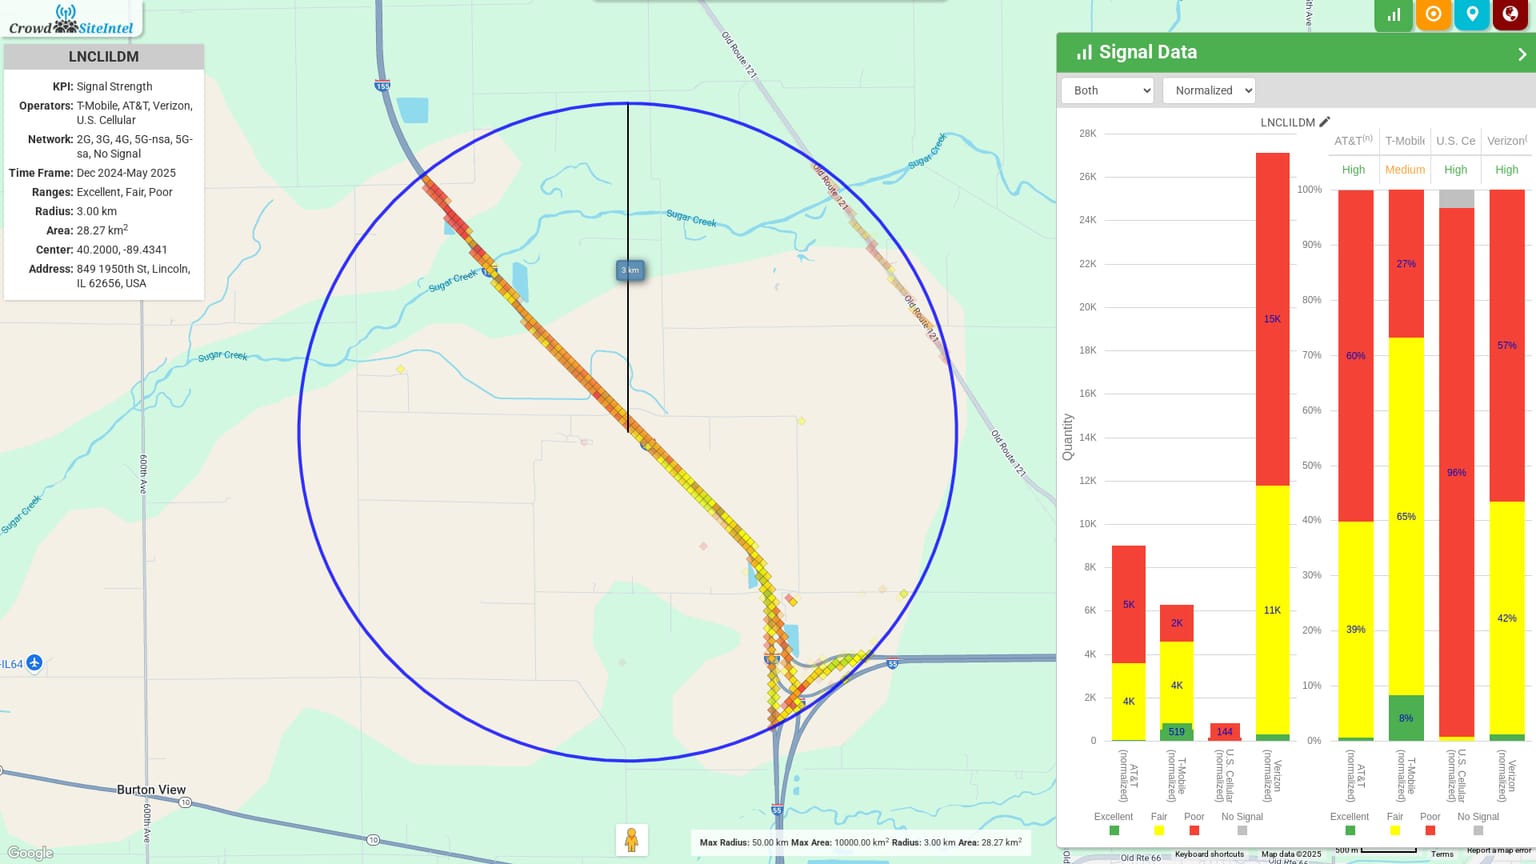 Crowd SiteIntel
LNCLILDM
KPI: Signal Strength
Operators: T-Mobile, AT&T, Verizon,
U.S. Cellular
Network: 2G, 3G, 4G, 5G-nsa, 5G-
sa, No Signal
Time Frame: Dec 2024-May 2025
Ranges: Excellent, Fair, Poor
Radius: 3.00 km
Area: 28.27 km²
Center: 40.2000, -89.4341
Address: 849 1950th St, Lincoln,
IL 62656, USA
155
Old Route 121
Sugar Creek
Old Route 121
Sugar Creek
3 km
Sugar Creek
Old Route 121
Sugar Creek
Old Route 121
600th Ave
Sugar Creek
-IL64
55
Burton View
10
600th Ave
10
55
Google
Max Radius: 50.00 km Max Area: 10000.00 km² Radius: 3.00 km Area: 28.27 km²
Signal Data
Both
Normalized
LNCLILDM
Quantity
28K
26K
24K
22K
20K
18K
16K
14K
12K
10K
8K
6K
4K
2K
0
5K
4K
2K
4K
519
144
15K
11K
AT&T (normalized)
T-Mobile (normalized)
U.S. Cellular (normalized)
Verizon (normalized)
Excellent Fair Poor No Signal
AT&T(n) T-Mobile U.S. Ce Verizon(
High Medium High High
100%
90%
80%
70%
60%
50%
40%
30%
20%
10%
0%
60%
39%
27%
65%
8%
96%
57%
42%
AT&T (normalized)
T-Mobile (normalized)
U.S. Cellular (normalized)
Verizon (normalized)
Excellent Fair Poor No Signal
Old Rte 66
Keyboard shortcuts
Map data ©2025
500 m
Terms
Report a map error